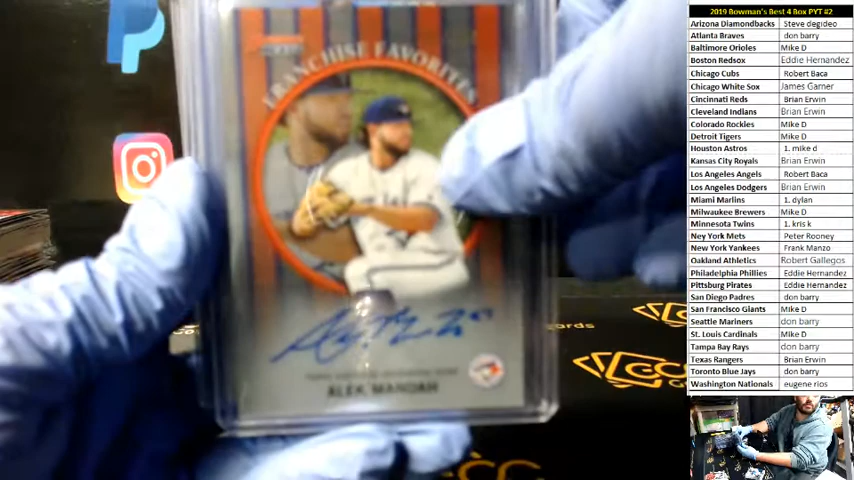 2019 Bowman's Best 4 Box PYT #2
Arizona Diamondbacks Steve degideo
Atlanta Braves don barry
Baltimore Orioles Mike D
Boston Redsox Eddie Hernandez
Chicago Cubs Robert Baca
Chicago White Sox James Garner
Cincinnati Reds Brian Erwin
Cleveland Indians Brian Erwin
Colorado Rockies Mike D
Detroit Tigers Mike D
Houston Astros 1. mike d
Kansas City Royals Brian Erwin
Los Angeles Angels Robert Baca
Los Angeles Dodgers Brian Erwin
Miami Marlins 1. dylan
Milwaukee Brewers Mike D
Minnesota Twins 1. kris k
Ney York Mets Peter Rooney
New York Yankees Frank Manzo
Oakland Athletics Robert Gallegos
Philadelphia Phillies Eddie Hernandez
Pittsburg Pirates Eddie Hernandez
San Diego Padres don barry
San Francisco Giants Mike D
Seattle Mariners don barry
St. Louis Cardinals Mike D
Tampa Bay Rays don barry
Texas Rangers Brian Erwin
Toronto Blue Jays don barry
Washington Nationals eugene rios
FRANCHISE FAVORITES
ALEK MANOAH